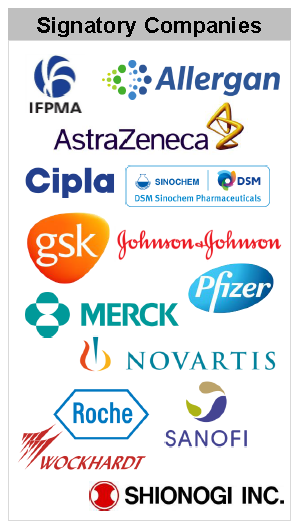 Signatory Companies
IFPMA
Allergan
AstraZeneca
Cipla
SINOCHEM DSM
DSM Sinochem Pharmaceuticals
gsk
Johnson & Johnson
Pfizer
MERCK
NOVARTIS
Roche
SANOFI
WOCKHARDT
SHIONOGI INC.